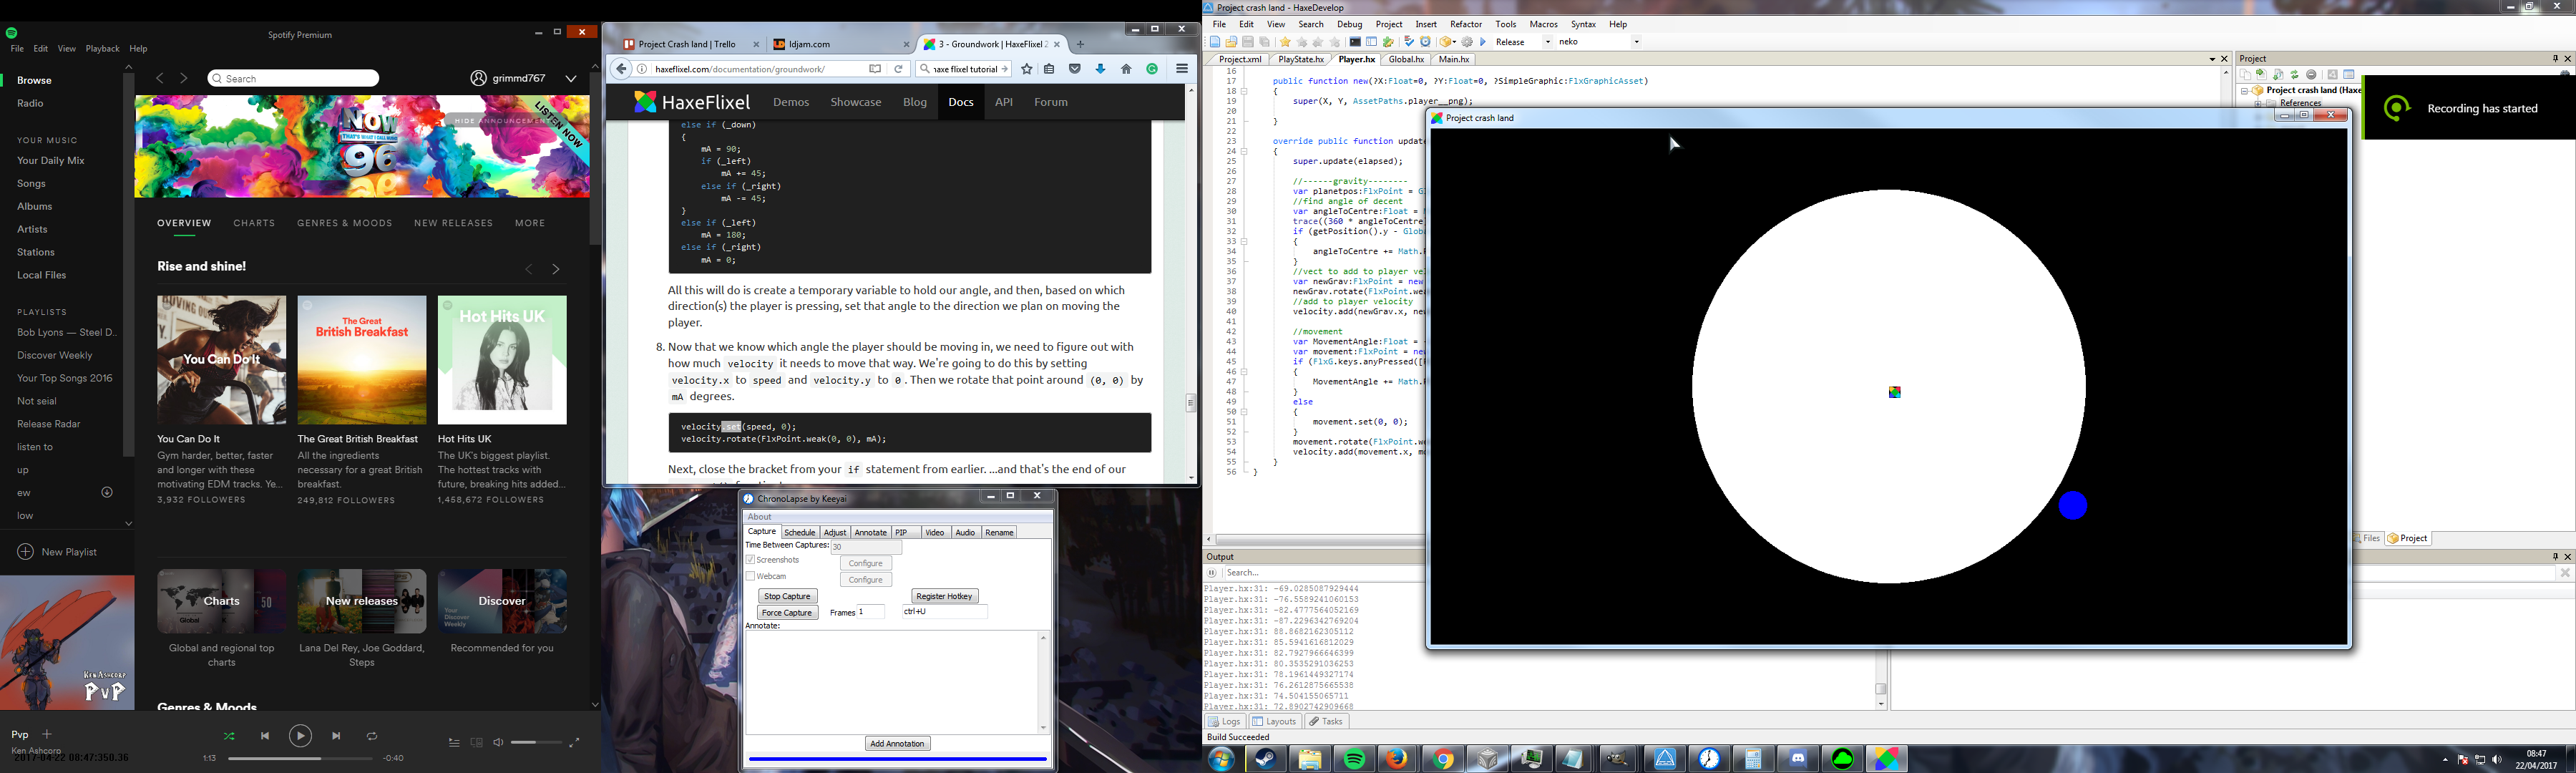 Spotify Premium
File Edit View Playback Help
Search
grimmd767
Browse
Radio
YOUR MUSIC
Your Daily Mix
Songs
Albums
Artists
Stations
Local Files
PLAYLISTS
Bob Lyons — Steel D..
Discover Weekly
Your Top Songs 2016
Not seial
Release Radar
listen to
up
ew
low
New Playlist
KEN ASHCORP
PVP
NOW
THAT'S WHAT I CALL MUSIC
96
HIDE ANNOUNCEMENT
LISTEN NOW
OVERVIEW CHARTS GENRES & MOODS NEW RELEASES MORE
Rise and shine!
You Can Do It
The Great
British Breakfast
Hot Hits UK
You Can Do It
Gym harder, better, faster
and longer with these
motivating EDM tracks. Ye...
3,932 FOLLOWERS
The Great British Breakfast
All the ingredients
necessary for a great British
breakfast.
249,812 FOLLOWERS
Hot Hits UK
The UK's biggest playlist.
The hottest tracks with
future, breaking hits added...
1,458,672 FOLLOWERS
Charts
New releases
Discover
Global and regional top
charts
Lana Del Rey, Joe Goddard,
Steps
Recommended for you
Genres & Moods
Pvp
Ken Ashcorp
2017-04-22 08:47:350.36
1:13
-0:40
Project Crash land | Trello
ldjam.com
3 - Groundwork | HaxeFlixel 2
haxeflixel.com/documentation/groundwork/
haxe flixel tutorial
HaxeFlixel Demos Showcase Blog Docs API Forum
else if (_down)
{
mA = 90;
if (_left)
mA += 45;
else if (_right)
mA -= 45;
}
else if (_left)
mA = 180;
else if (_right)
mA = 0;
All this will do is create a temporary variable to hold our angle, and then, based on which
direction(s) the player is pressing, set that angle to the direction we plan on moving the
player.
8. Now that we know which angle the player should be moving in, we need to figure out with
how much velocity it needs to move that way. We're going to do this by setting
velocity.x to speed and velocity.y to 0. Then we rotate that point around (0, 0) by
mA degrees.
velocity.set(speed, 0);
velocity.rotate(FlxPoint.weak(0, 0), mA);
Next, close the bracket from your if statement from earlier. ...and that's the end of our
ChronoLapse by Keeyai
About
Capture Schedule Adjust Annotate PIP Video Audio Rename
Time Between Captures: 30
Screenshots Configure
Webcam Configure
Stop Capture Register Hotkey
Force Capture Frames 1 ctrl+U
Annotate:
Add Annotation
Project crash land - HaxeDevelop
File Edit View Search Debug Project Insert Refactor Tools Macros Syntax Help
Release neko
Project.xml PlayState.hx Player.hx Global.hx Main.hx
16
17 public function new(?X:Float=0, ?Y:Float=0, ?SimpleGraphic:FlxGraphicAsset)
18 {
19 super(X, Y, AssetPaths.player__png);
20
21 }
22
23 override public function update
24 {
25 super.update(elapsed);
26
27 //------gravity--------
28 var planetpos:FlxPoint = Gl
29 //find angle of decent
30 var angleToCentre:Float =
31 trace((360 * angleToCentre
32 if (getPosition().y - Globa
33 {
34 angleToCentre += Math.
35 }
36 //vect to add to player vel
37 var newGrav:FlxPoint = new
38 newGrav.rotate(FlxPoint.wea
39 //add to player velocity
40 velocity.add(newGrav.x, new
41
42 //movement
43 var MovementAngle:Float =
44 var movement:FlxPoint = new
45 if (FlxG.keys.anyPressed([
46 {
47 MovementAngle += Math.
48 }
49 else
50 {
51 movement.set(0, 0);
52 }
53 movement.rotate(FlxPoint.we
54 velocity.add(movement.x, mo
55 }
56 }
Project crash land
Project
Project crash land (Haxe
References
Recording has started
Files Project
Output
Search...
Player.hx:31: -69.0285087929444
Player.hx:31: -76.5589241060153
Player.hx:31: -82.4777564052169
Player.hx:31: -87.2296342769204
Player.hx:31: 88.8682162305112
Player.hx:31: 85.5941616812029
Player.hx:31: 82.7927966646399
Player.hx:31: 80.3535291036253
Player.hx:31: 78.1961449327174
Player.hx:31: 76.2612875665538
Player.hx:31: 74.504155065711
Player.hx:31: 72.8902742909668
Logs Layouts Tasks
Build Succeeded
08:47
22/04/2017